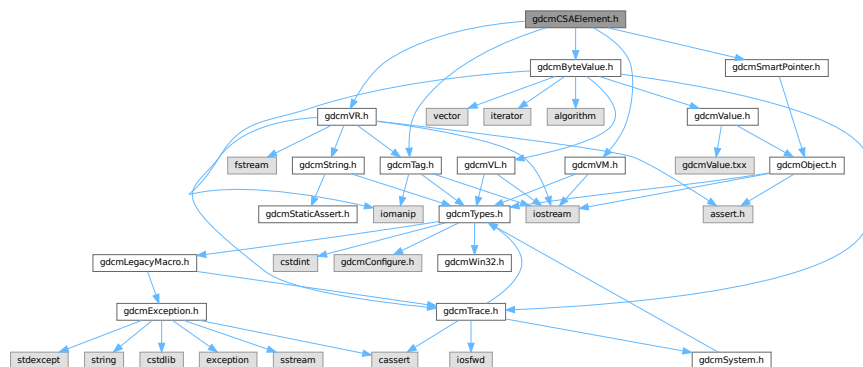 gdcmCSAElement.h
gdcmByteValue.h
gdcmSmartPointer.h
gdcmVR.h
vector
iterator
algorithm
gdcmValue.h
fstream
gdcmString.h
gdcmTag.h
gdcmVL.h
gdcmVM.h
gdcmValue.txx
gdcmObject.h
gdcmStaticAssert.h
iomanip
gdcmTypes.h
iostream
assert.h
gdcmLegacyMacro.h
cstdint
gdcmConfigure.h
gdcmWin32.h
gdcmException.h
gdcmTrace.h
stdexcept
string
cstdlib
exception
sstream
cassert
iosfwd
gdcmSystem.h